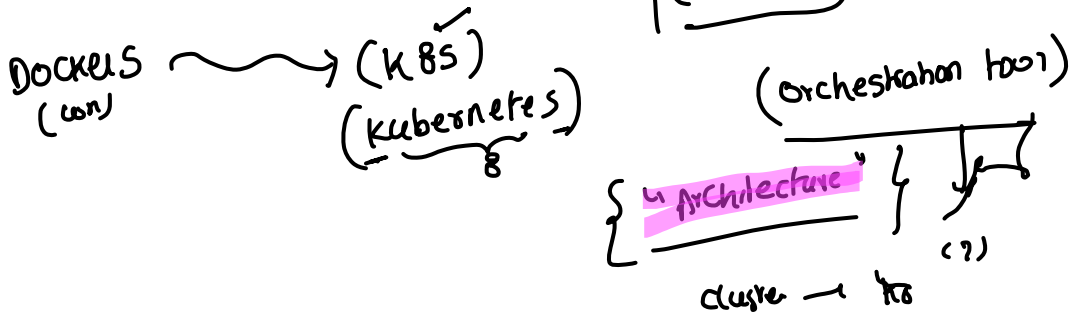 Dockers (K8S)
(con) (kubernetes)
8
(orchestration tool)
{ "Architecture" }
(?)
cluster →